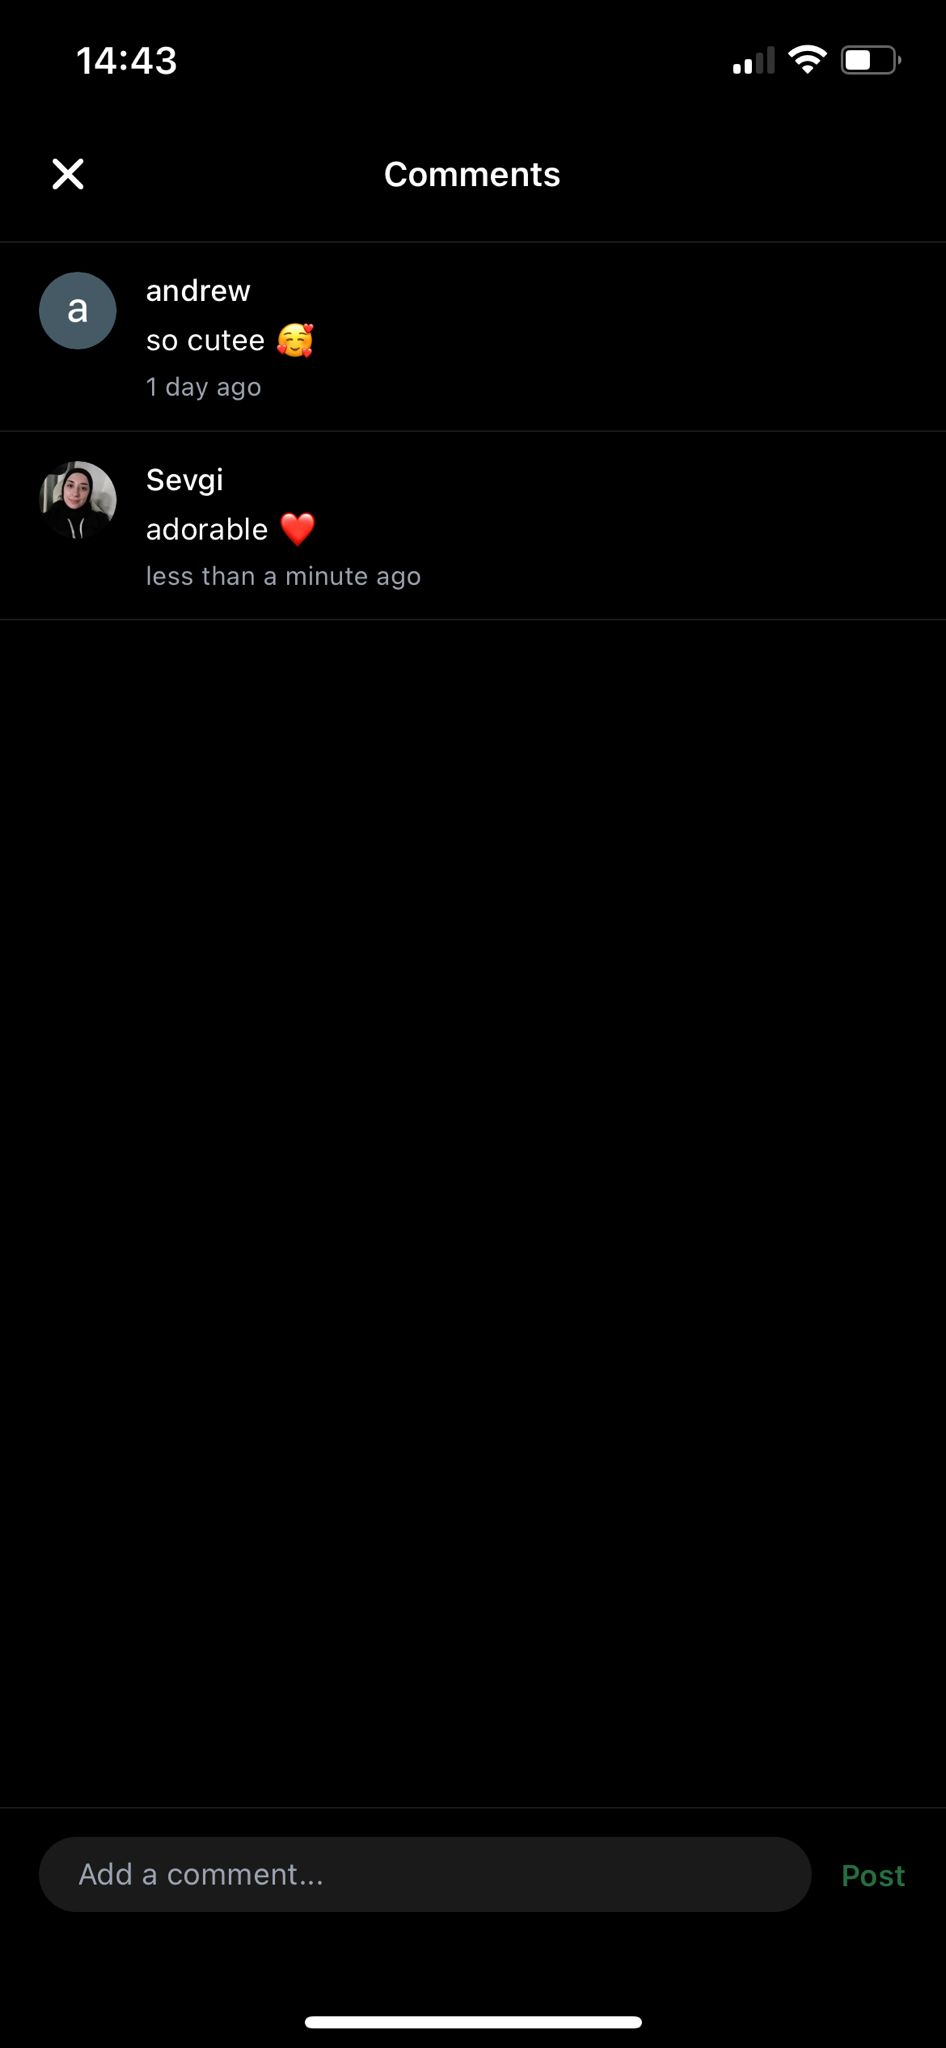 14:43
Comments
a
andrew
so cutee 🥰
1 day ago
Sevgi
adorable ❤️
less than a minute ago
Add a comment...
Post